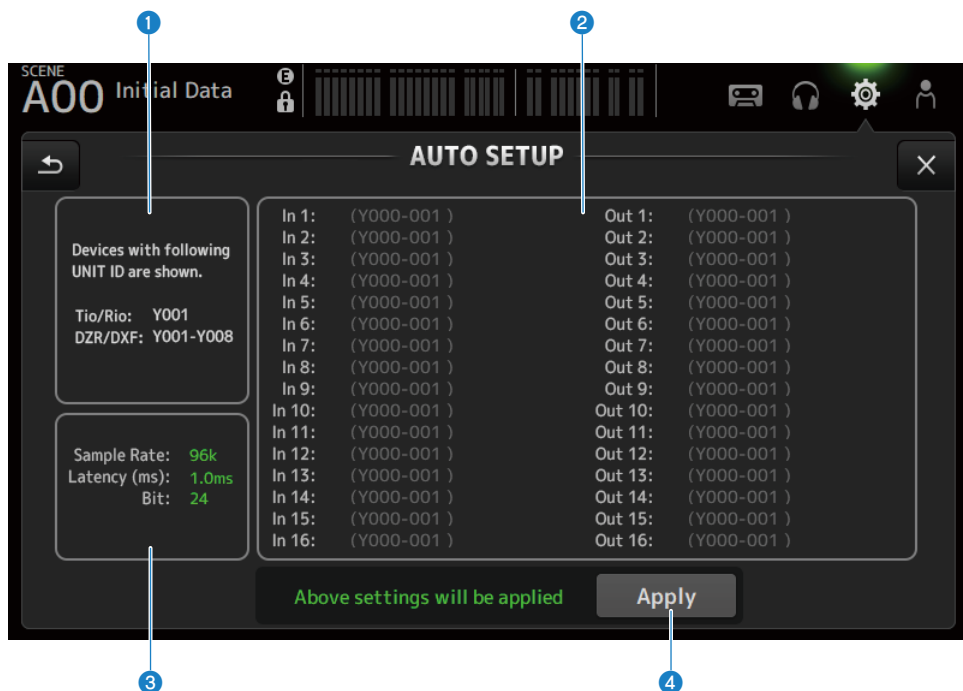 1 2
SCENE
A00 Initial Data E
AUTO SETUP
Devices with following
UNIT ID are shown.
Tio/Rio: Y001
DZR/DXF: Y001-Y008
Sample Rate: 96k
Latency (ms): 1.0ms
Bit: 24
In 1: (Y000-001 ) Out 1: (Y000-001 )
In 2: (Y000-001 ) Out 2: (Y000-001 )
In 3: (Y000-001 ) Out 3: (Y000-001 )
In 4: (Y000-001 ) Out 4: (Y000-001 )
In 5: (Y000-001 ) Out 5: (Y000-001 )
In 6: (Y000-001 ) Out 6: (Y000-001 )
In 7: (Y000-001 ) Out 7: (Y000-001 )
In 8: (Y000-001 ) Out 8: (Y000-001 )
In 9: (Y000-001 ) Out 9: (Y000-001 )
In 10: (Y000-001 ) Out 10: (Y000-001 )
In 11: (Y000-001 ) Out 11: (Y000-001 )
In 12: (Y000-001 ) Out 12: (Y000-001 )
In 13: (Y000-001 ) Out 13: (Y000-001 )
In 14: (Y000-001 ) Out 14: (Y000-001 )
In 15: (Y000-001 ) Out 15: (Y000-001 )
In 16: (Y000-001 ) Out 16: (Y000-001 )
Above settings will be applied Apply
3 4